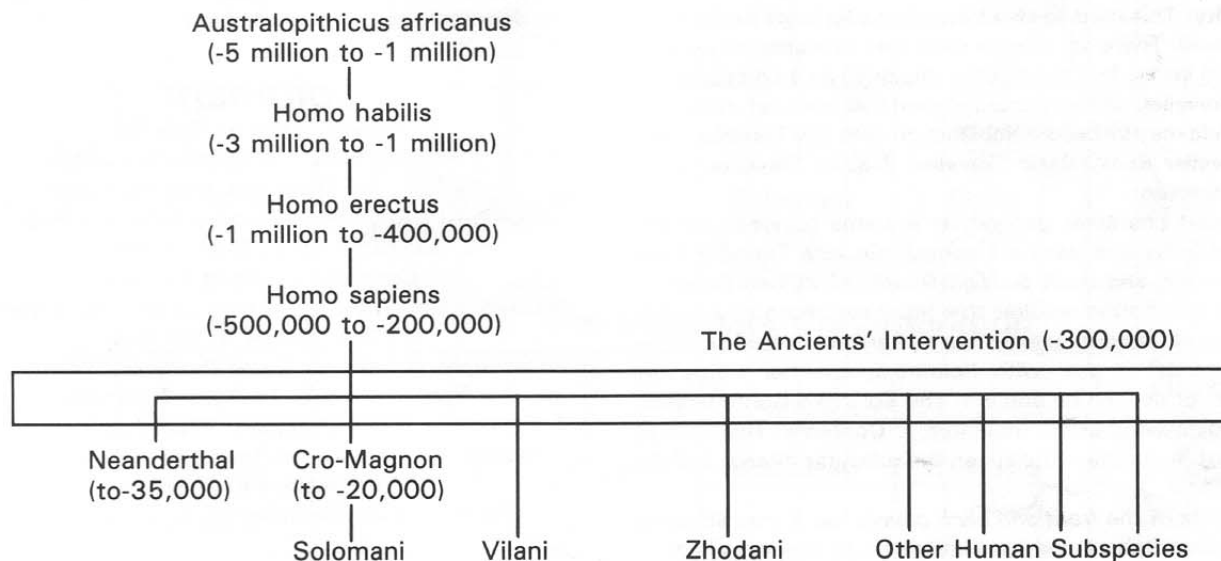 Australopithicus africanus
(-5 million to -1 million)
Homo habilis
(-3 million to -1 million)
Homo erectus
(-1 million to -400,000)
Homo sapiens
(-500,000 to -200,000)
The Ancients' Intervention (-300,000)
Neanderthal
(to-35,000)
Cro-Magnon
(to -20,000)
Solomani
Vilani
Zhodani
Other Human Subspecies